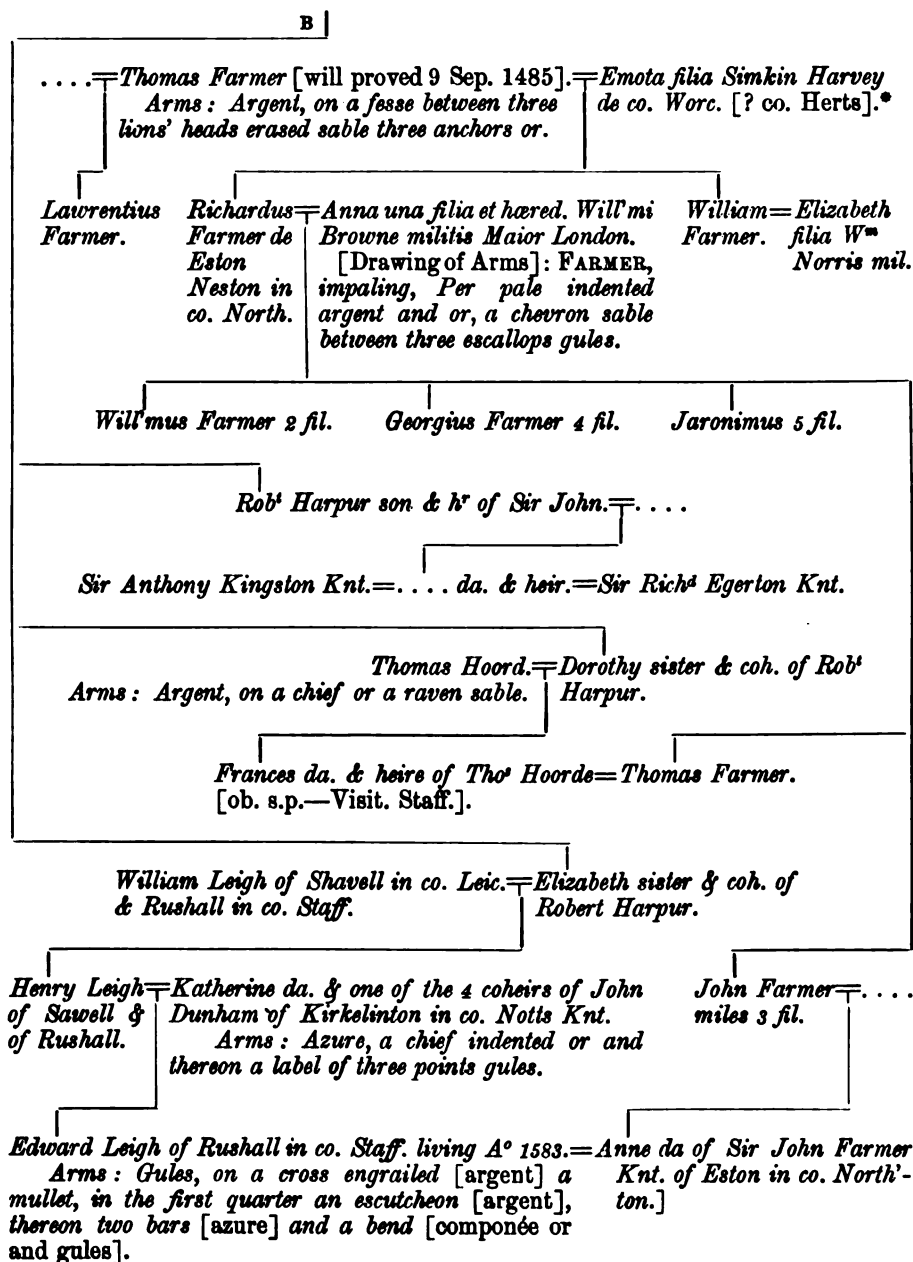 B
. . . . ═ Thomas Farmer [will proved 9 Sep. 1485]. ═ Emota filia Simkin Harvey
Arms : Argent, on a fesse between three
lions' heads erased sable three anchors or.
de co. Worc. [? co. Herts].*
Lawrentius
Farmer.
Richardus ═ Anna una filia et hæred. Will'mi
Farmer de
Eston
Neston in
co. North.
Browne militis Maior London.
[Drawing of Arms] : FARMER,
impaling, Per pale indented
argent and or, a chevron sable
between three escallops gules.
William = Elizabeth
Farmer.
filia Wᵐ
Norris mil.
Will'mus Farmer 2 fil.
Georgius Farmer 4 fil.
Jaronimus 5 fil.
Robᵗ Harpur son & hʳ of Sir John. ═ . . . .
Sir Anthony Kingston Knt. = . . . . da. & heir. = Sir Richᵈ Egerton Knt.
Thomas Hoord. ═ Dorothy sister & coh. of Robᵗ
Arms : Argent, on a chief or a raven sable.
Harpur.
Frances da. & heire of Thoˢ Hoorde = Thomas Farmer.
[ob. s.p.—Visit. Staff.].
William Leigh of Shavell in co. Leic. ═ Elizabeth sister & coh. of
& Rushall in co. Staff.
Robert Harpur.
Henry Leigh ═ Katherine da. & one of the 4 coheirs of John
of Sawell &
of Rushall.
Dunham of Kirkelinton in co. Notts Knt.
Arms : Azure, a chief indented or and
thereon a label of three points gules.
John Farmer ═ . . . .
miles 3 fil.
Edward Leigh of Rushall in co. Staff. living Aº 1583. = Anne da of Sir John Farmer
Arms : Gules, on a cross engrailed [argent] a
mullet, in the first quarter an escutcheon [argent],
thereon two bars [azure] and a bend [componée or
and gules].
Knt. of Eston in co. North'-
ton.]